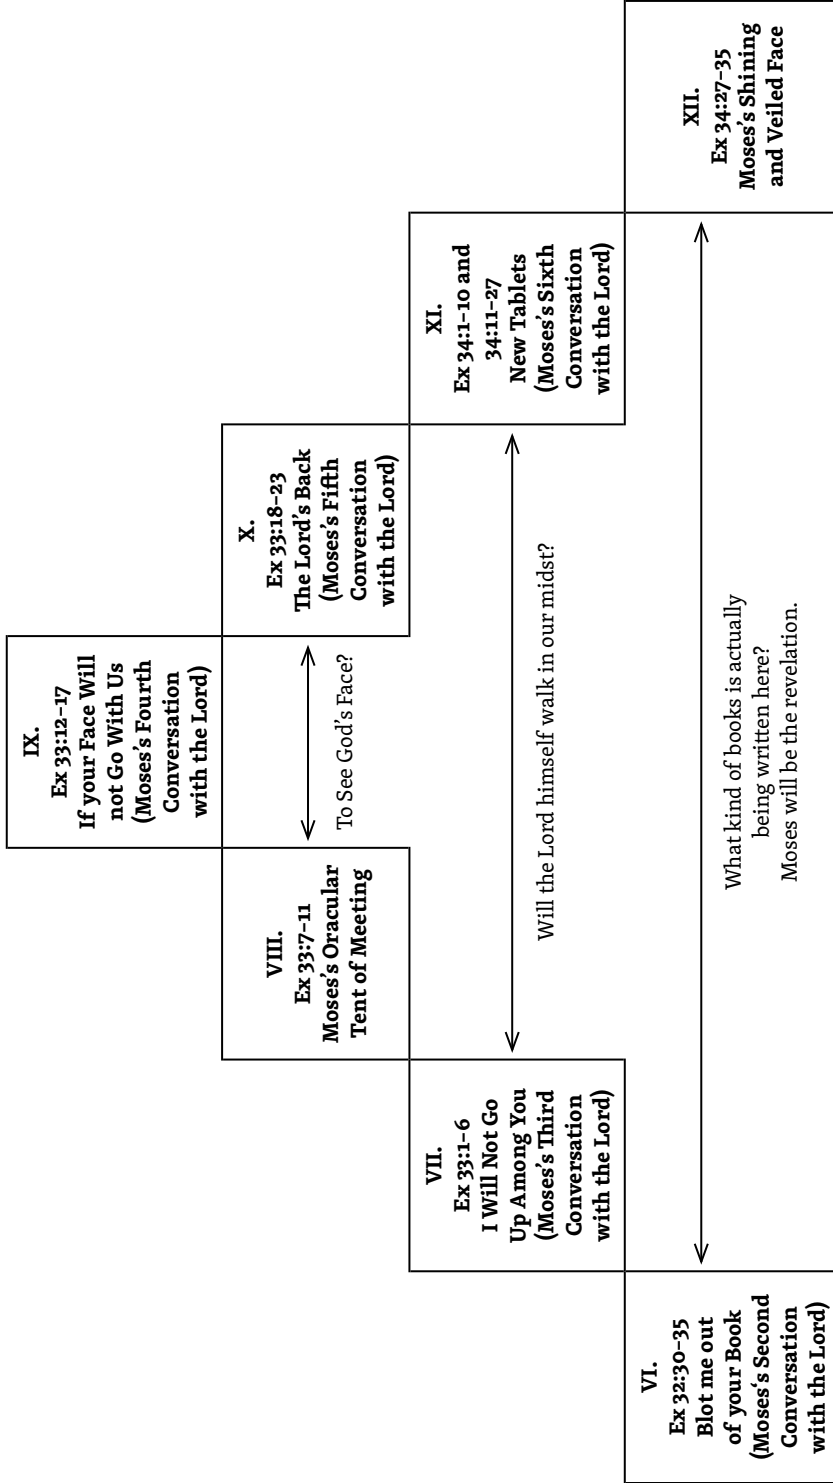 VI.
Ex 32:30–35
Blot me out
of your Book
(Moses‘s Second
Conversation
with the Lord)
VII.
Ex 33:1–6
I Will Not Go
Up Among You
(Moses’s Third
Conversation
with the Lord)
VIII.
Ex 33:7–11
Moses’s Oracular
Tent of Meeting
IX.
Ex 33:12–17
If your Face Will
not Go With Us
(Moses’s Fourth
Conversation
with the Lord)
X.
Ex 33:18–23
The Lord’s Back
(Moses’s Fifth
Conversation
with the Lord)
XI.
Ex 34:1–10 and
34:11–27
New Tablets
(Moses’s Sixth
Conversation
with the Lord)
XII.
Ex 34:27–35
Moses’s Shining
and Veiled Face
To See God’s Face?
Will the Lord himself walk in our midst?
What kind of books is actually
being written here?
Moses will be the revelation.